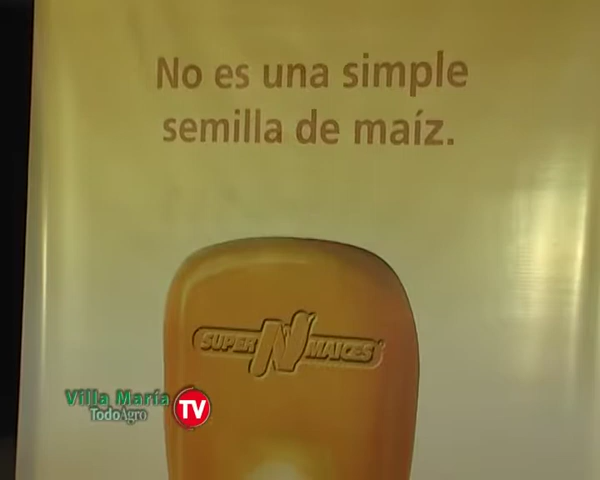 No es una simple
semilla de maíz.
SUPER N MAICES
Villa María
TodoAgro
TV